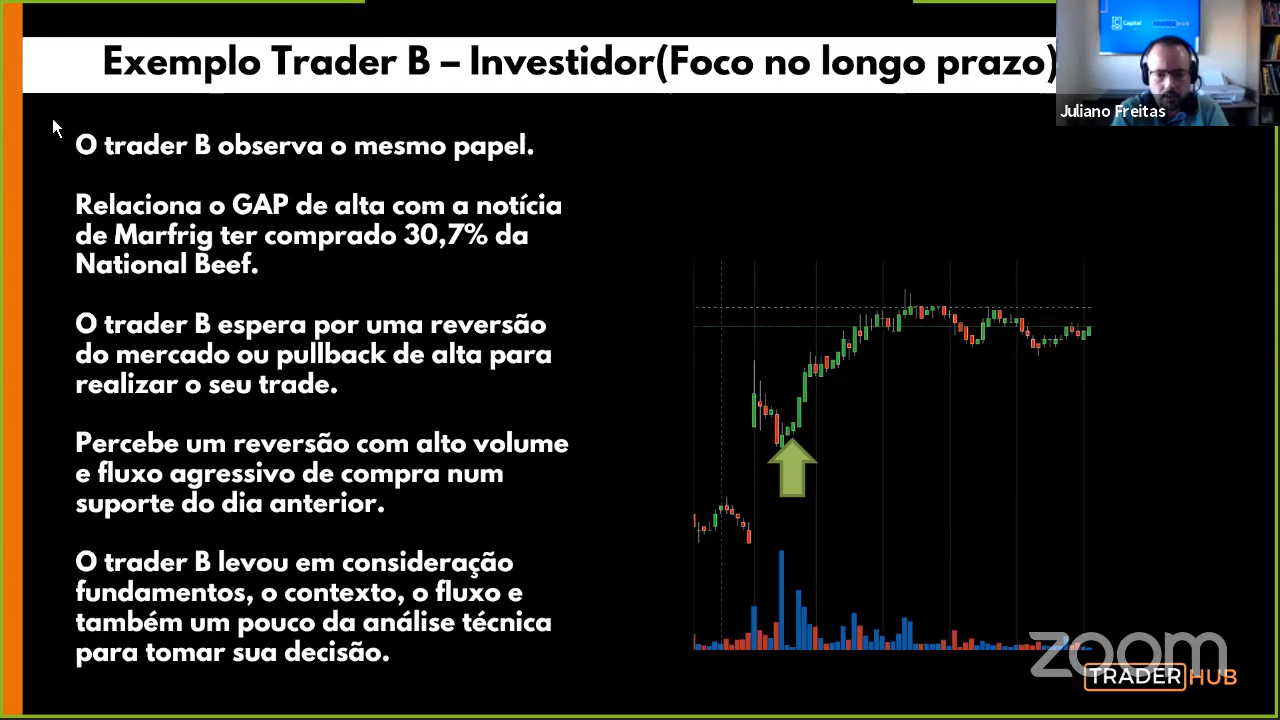 Exemplo Trader B – Investidor(Foco no longo prazo)
Capital
TRADERHUB
Juliano Freitas
O trader B observa o mesmo papel.
Relaciona o GAP de alta com a notícia
de Marfrig ter comprado 30,7% da
National Beef.
O trader B espera por uma reversão
do mercado ou pullback de alta para
realizar o seu trade.
Percebe um reversão com alto volume
e fluxo agressivo de compra num
suporte do dia anterior.
O trader B levou em consideração
fundamentos, o contexto, o fluxo e
também um pouco da análise técnica
para tomar sua decisão.
zoom
TRADERHUB